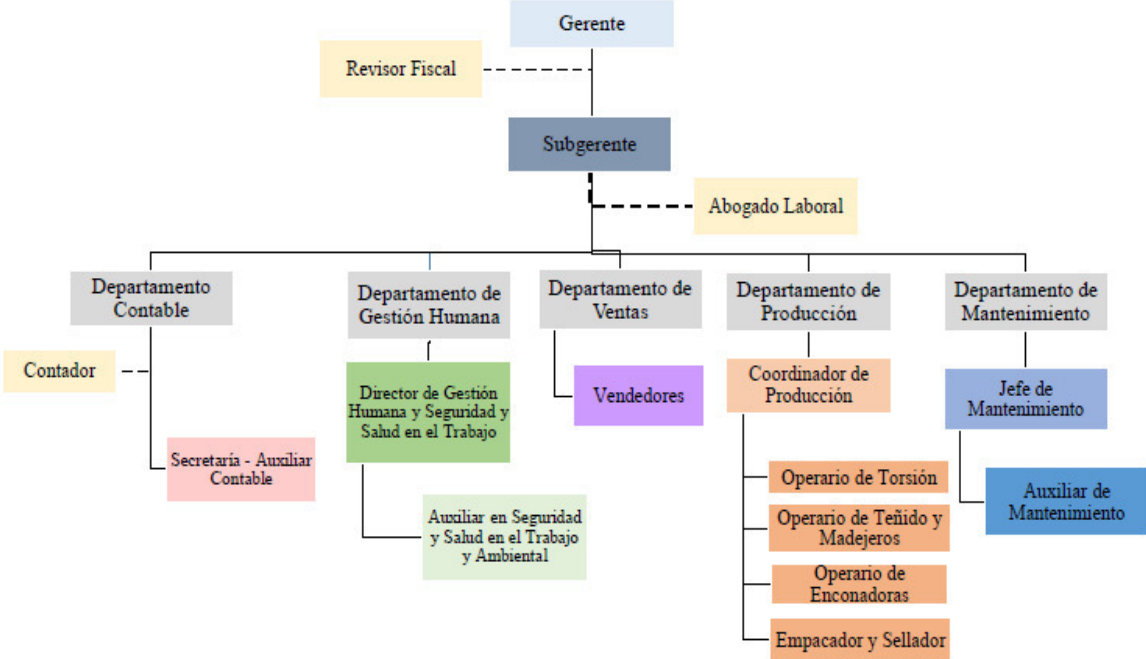 Gerente
Revisor Fiscal
Subgerente
Abogado Laboral
Departamento
Contable
Departamento de
Gestión Humana
Departamento de
Ventas
Departamento de
Producción
Departamento de
Mantenimiento
Contador
Director de Gestión
Humana y Seguridad y
Salud en el Trabajo
Vendedores
Coordinador de
Producción
Jefe de
Mantenimiento
Secretaría - Auxiliar
Contable
Auxiliar en Seguridad
y Salud en el Trabajo
y Ambiental
Operario de Torsión
Operario de Teñido y
Madejeros
Operario de
Enconadoras
Empacador y Sellador
Auxiliar de
Mantenimiento